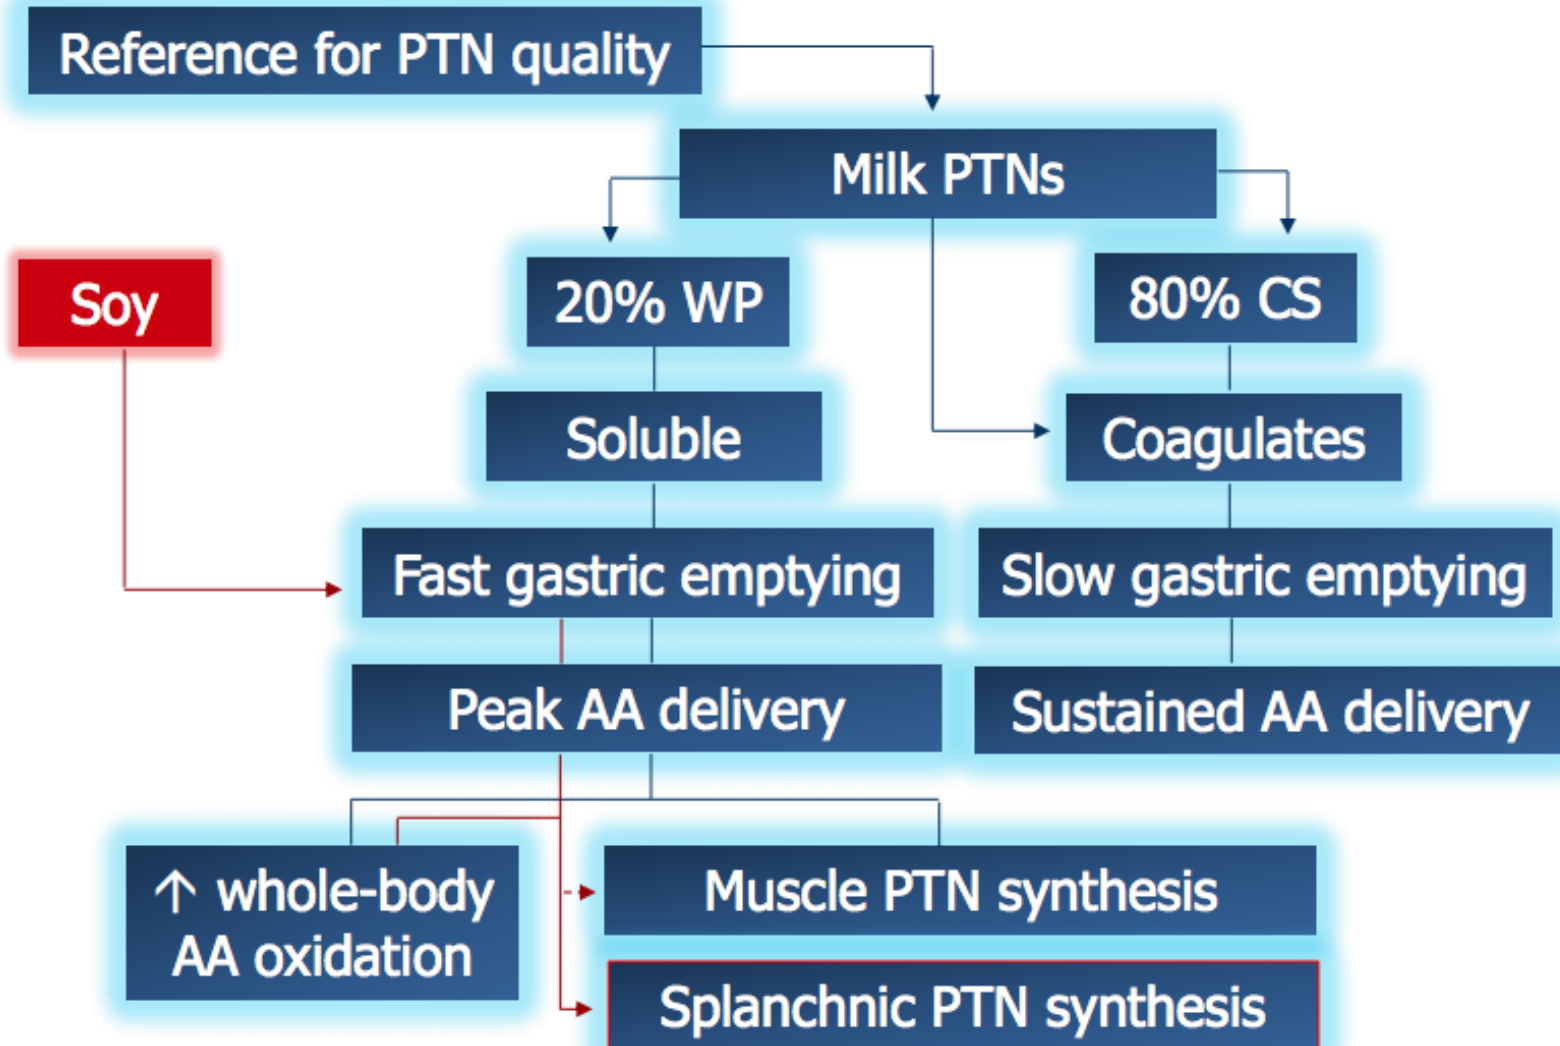 Reference for PTN quality
Milk PTNs
Soy
20% WP
80% CS
Soluble
Coagulates
Fast gastric emptying
Slow gastric emptying
Peak AA delivery
Sustained AA delivery
↑ whole-body
AA oxidation
Muscle PTN synthesis
Splanchnic PTN synthesis